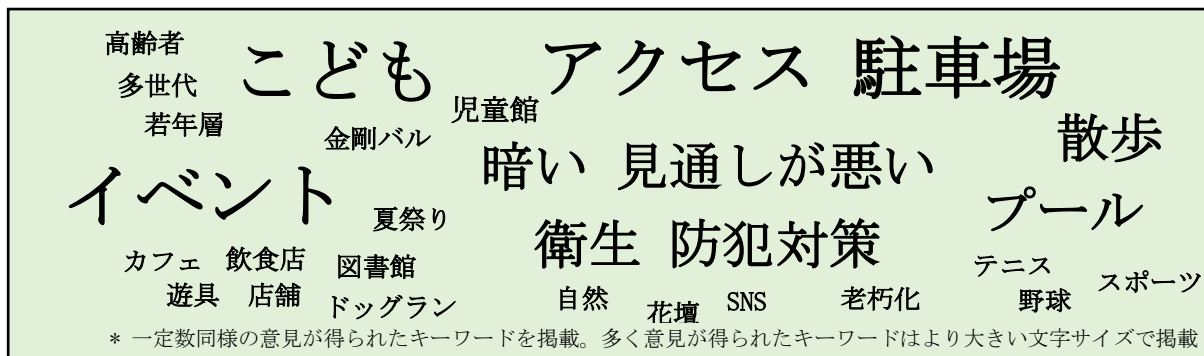 高齢者
多世代
若年層
こども
金剛バル
児童館
アクセス 駐車場
散歩
暗い 見通しが悪い
イベント
夏祭り
プール
衛生 防犯対策
カフェ 飲食店 図書館
遊具 店舗 ドッグラン
自然 花壇 SNS 老朽化
テニス
野球
スポーツ
* 一定数同様の意見が得られたキーワードを掲載。多く意見が得られたキーワードはより大きい文字サイズで掲載